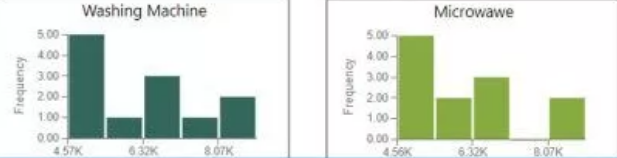 Washing Machine
5.00
4.00
3.00
2.00
1.00
0.00
Frequency
4.57K 6.32K 8.07K
Microwawe
5.00
4.00
3.00
2.00
1.00
0.00
Frequency
4.56K 6.32K 8.07K